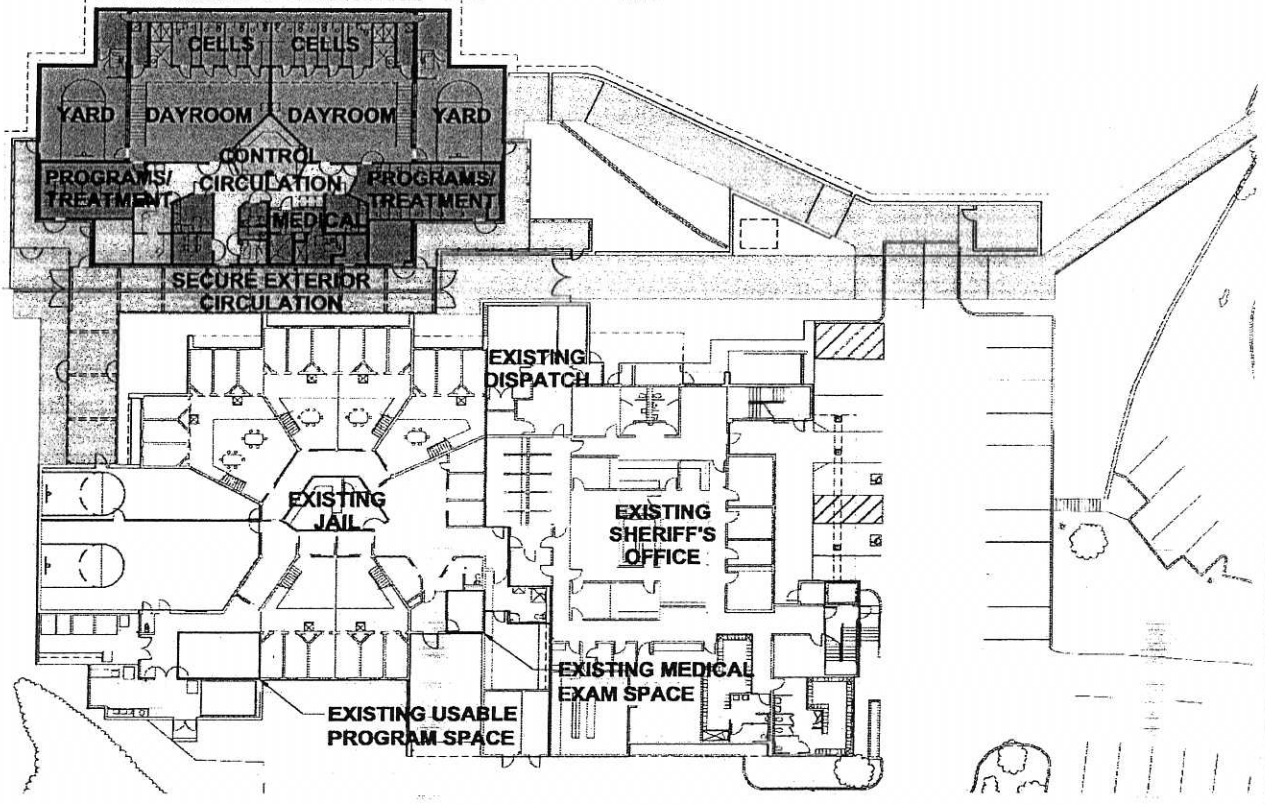 CELLS CELLS
YARD DAYROOM DAYROOM YARD
CONTROL
CIRCULATION
PROGRAMS/
TREATMENT
PROGRAMS/
TREATMENT
MEDICAL
SECURE EXTERIOR
CIRCULATION
EXISTING
DISPATCH
EXISTING
JAIL
EXISTING
SHERIFF'S
OFFICE
EXISTING MEDICAL
EXAM SPACE
EXISTING USABLE
PROGRAM SPACE